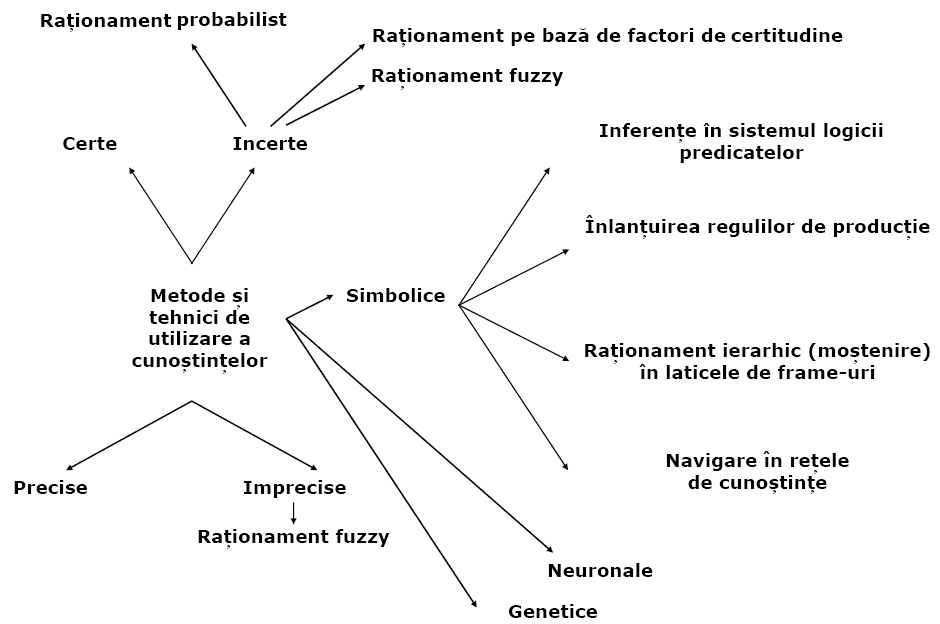 Raționament probabilist
Raționament pe bază de factori de certitudine
Raționament fuzzy
Certe
Incerte
Inferențe în sistemul logicii
predicatelor
Înlanțuirea regulilor de producție
Metode și
tehnici de
utilizare a
cunoștințelor
Simbolice
Raționament ierarhic (moștenire)
în laticele de frame-uri
Navigare în rețele
de cunoștințe
Precise
Imprecise
Raționament fuzzy
Neuronale
Genetice